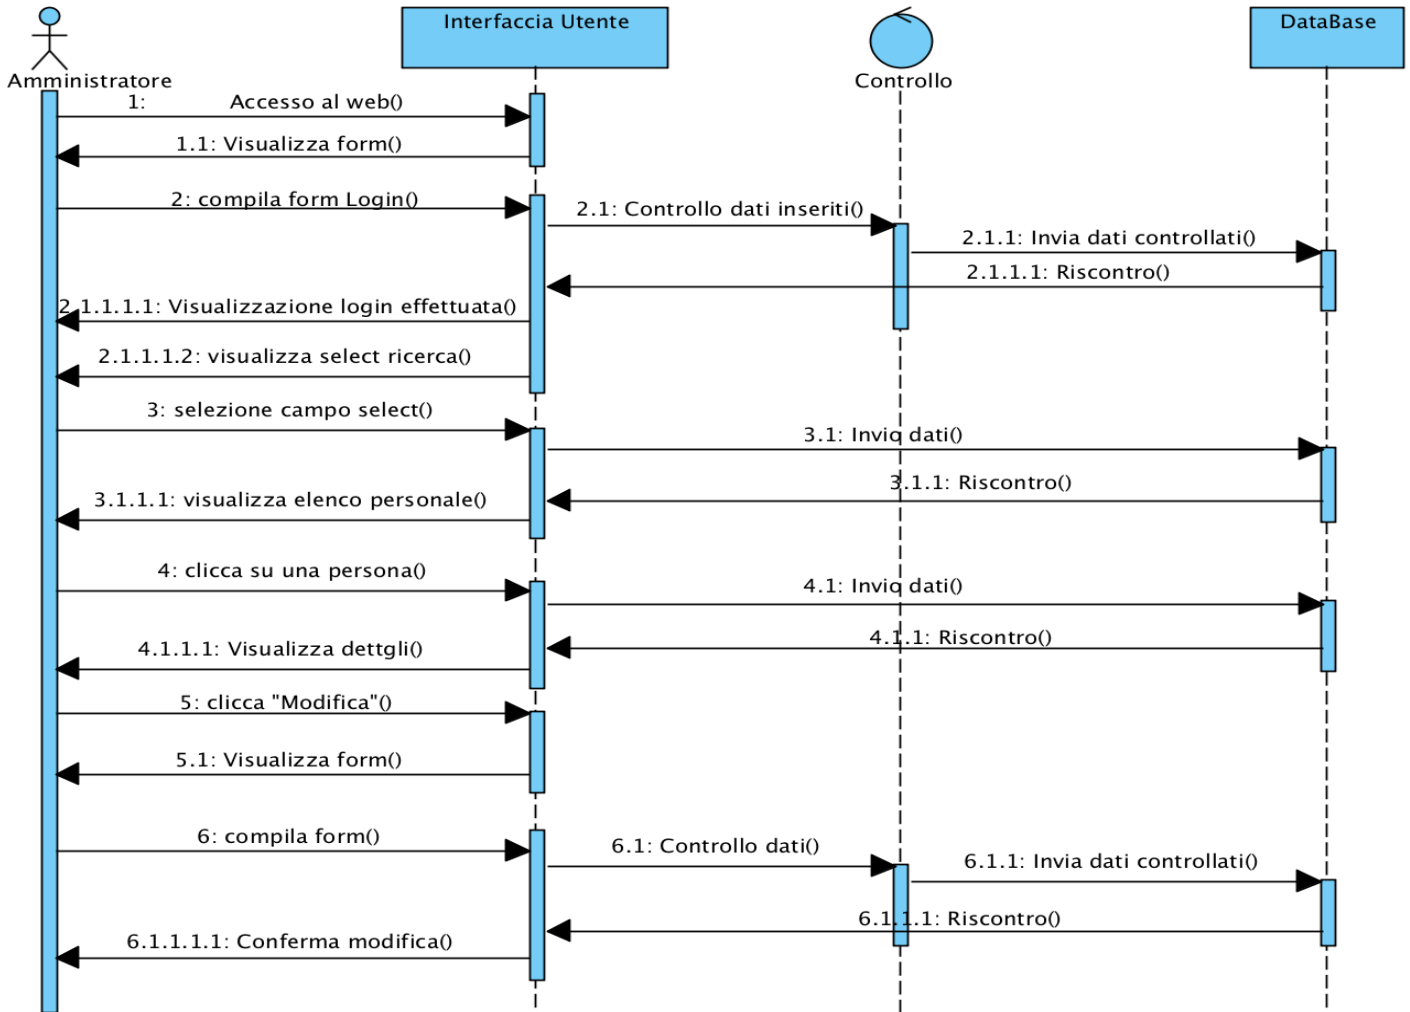 Interfaccia Utente
DataBase
Amministratore
Controllo
1: Accesso al web()
1.1: Visualizza form()
2: compila form Login()
2.1: Controllo dati inseriti()
2.1.1: Invia dati controllati()
2.1.1.1: Riscontro()
2.1.1.1.1: Visualizzazione login effettuata()
2.1.1.1.2: visualizza select ricerca()
3: selezione campo select()
3.1: Invio dati()
3.1.1: Riscontro()
3.1.1.1: visualizza elenco personale()
4: clicca su una persona()
4.1: Invio dati()
4.1.1: Riscontro()
4.1.1.1: Visualizza dettgli()
5: clicca "Modifica"()
5.1: Visualizza form()
6: compila form()
6.1: Controllo dati()
6.1.1: Invia dati controllati()
6.1.1.1: Riscontro()
6.1.1.1.1: Conferma modifica()